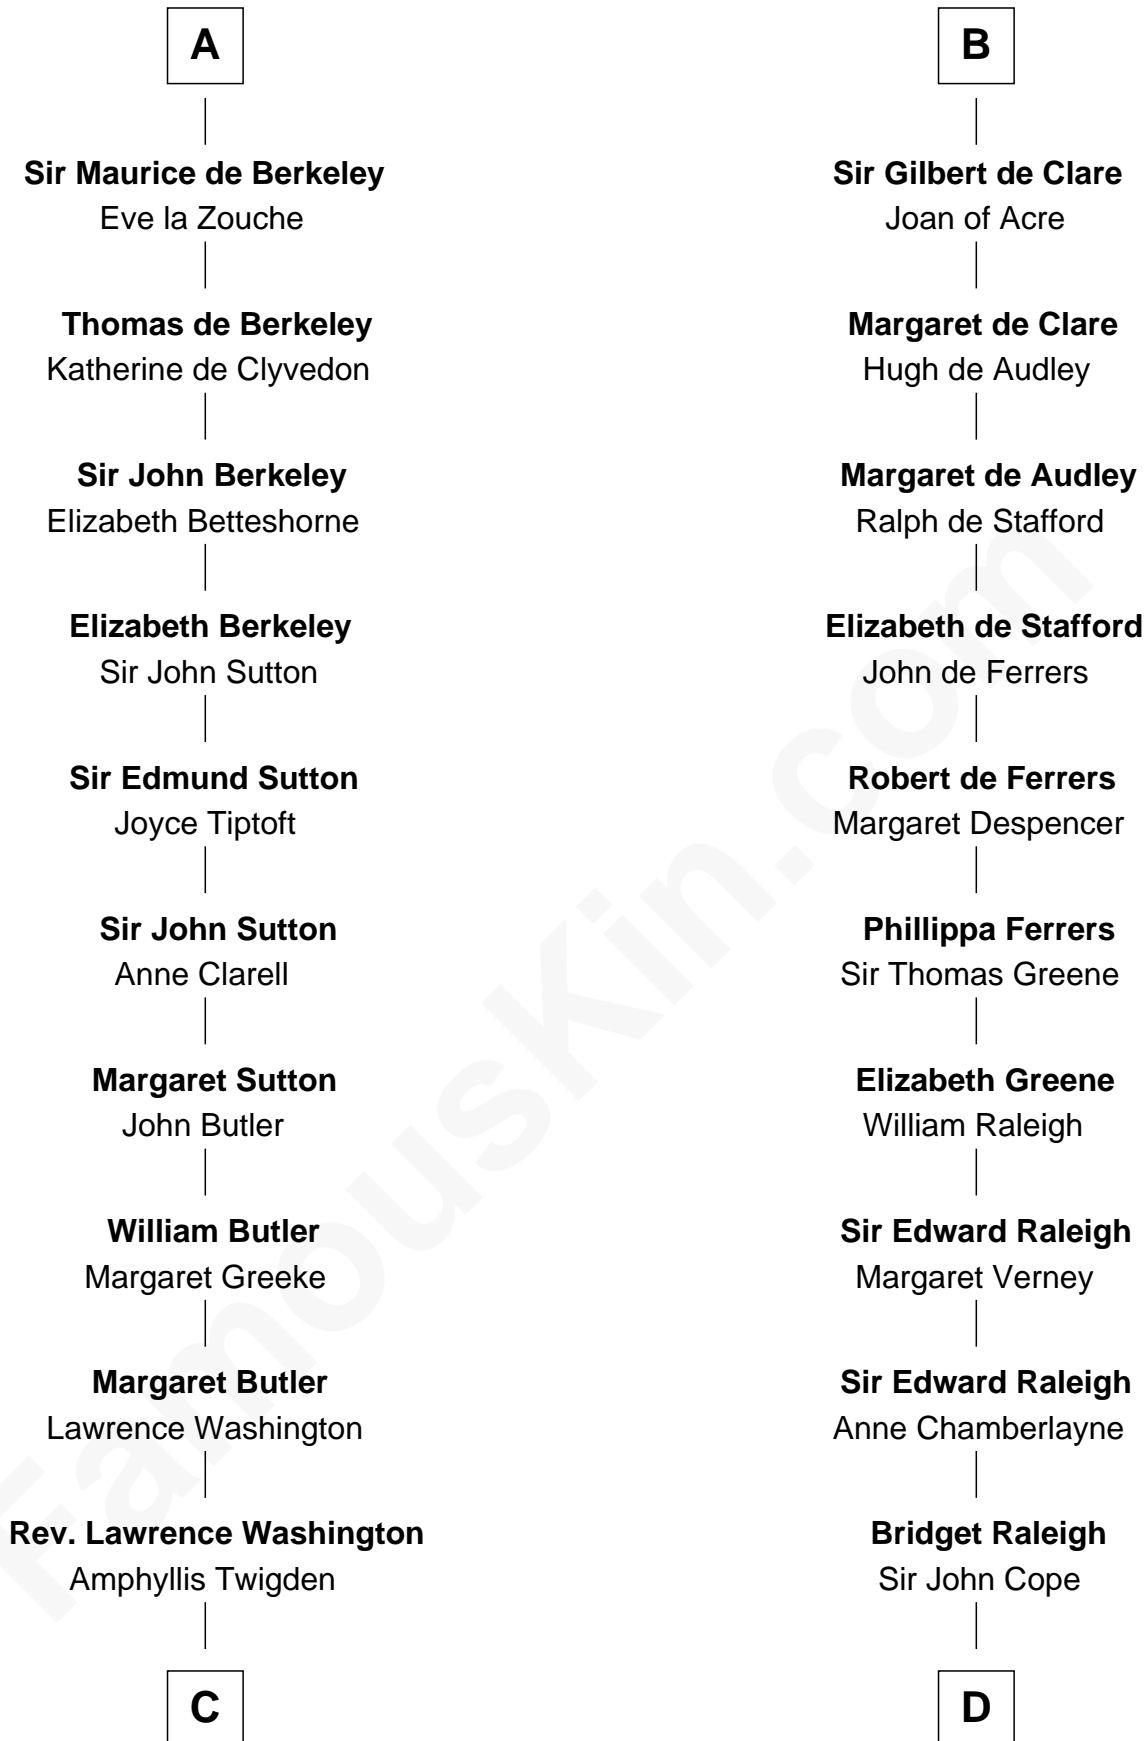 A
Sir Maurice de Berkeley
Eve la Zouche
Thomas de Berkeley
Katherine de Clyvedon
Sir John Berkeley
Elizabeth Betteshorne
Elizabeth Berkeley
Sir John Sutton
Sir Edmund Sutton
Joyce Tiptoft
Sir John Sutton
Anne Clarell
Margaret Sutton
John Butler
William Butler
Margaret Greeke
Margaret Butler
Lawrence Washington
Rev. Lawrence Washington
Amphyllis Twigden
C
B
Sir Gilbert de Clare
Joan of Acre
Margaret de Clare
Hugh de Audley
Margaret de Audley
Ralph de Stafford
Elizabeth de Stafford
John de Ferrers
Robert de Ferrers
Margaret Despencer
Phillippa Ferrers
Sir Thomas Greene
Elizabeth Greene
William Raleigh
Sir Edward Raleigh
Margaret Verney
Sir Edward Raleigh
Anne Chamberlayne
Bridget Raleigh
Sir John Cope
D
FamousKin.com